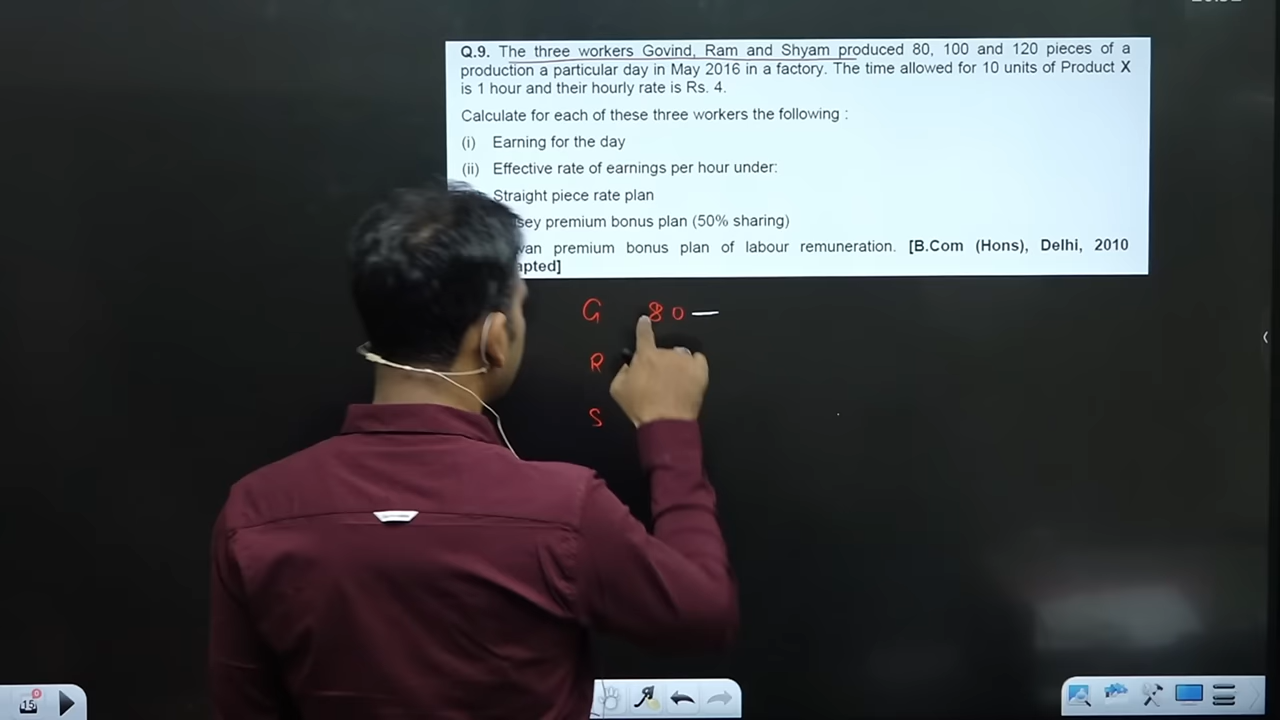 Q.9. The three workers Govind, Ram and Shyam produced 80, 100 and 120 pieces of a
production a particular day in May 2016 in a factory. The time allowed for 10 units of Product X
is 1 hour and their hourly rate is Rs. 4.
Calculate for each of these three workers the following :
(i) Earning for the day
(ii) Effective rate of earnings per hour under:
Straight piece rate plan
premium bonus plan (50% sharing)
premium bonus plan of labour remuneration. [B.Com (Hons), Delhi, 2010
G 80 —
R
S
15